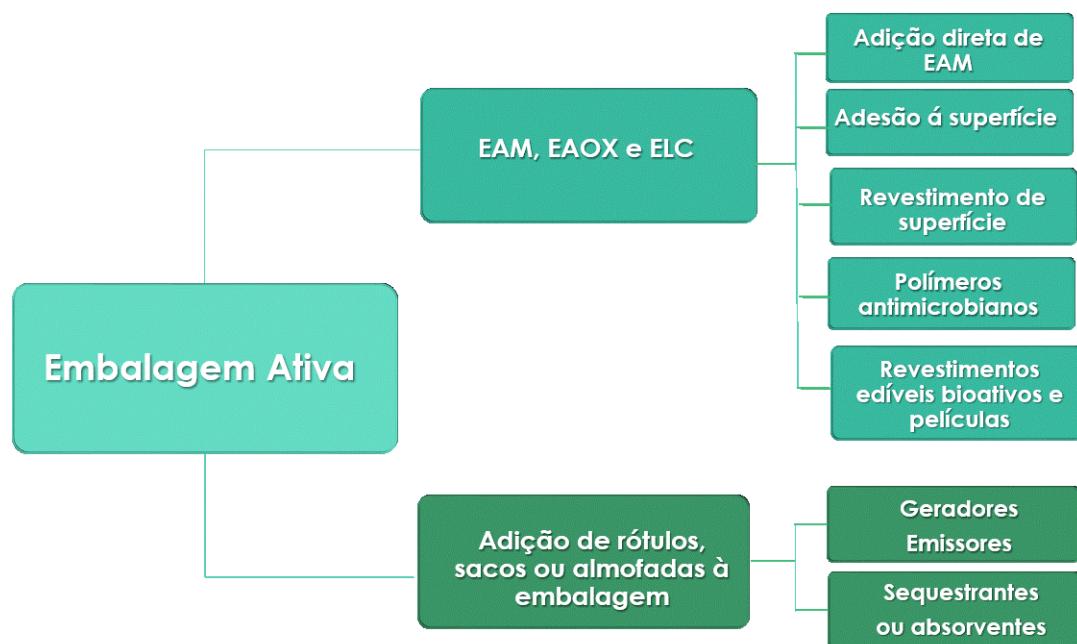 Embalagem Ativa
EAM, EAOX e ELC
Adição direta de
EAM
Adesão á superfície
Revestimento de
superfície
Polímeros
antimicrobianos
Revestimentos
edíveis bioativos e
películas
Adição de rótulos,
sacos ou almofadas à
embalagem
Geradores
Emissores
Sequestrantes
ou absorventes